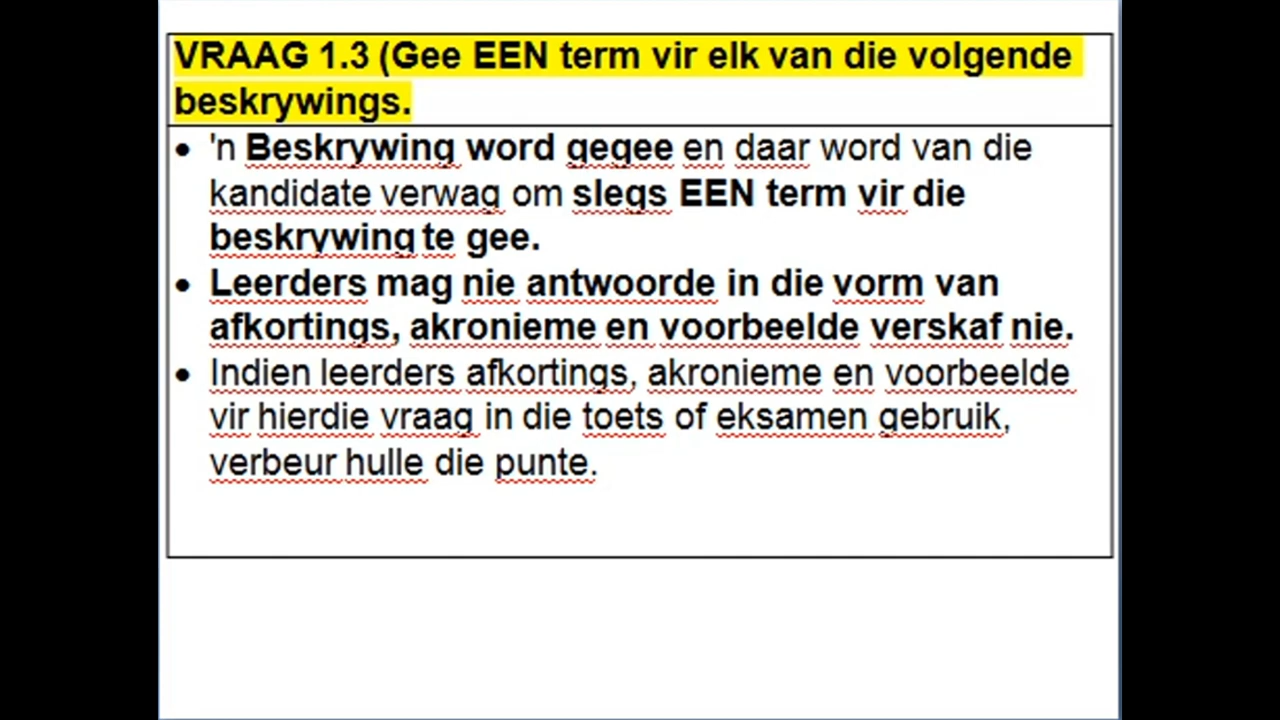 VRAAG 1.3 (Gee EEN term vir elk van die volgende
beskrywings.
• 'n Beskrywing word gegee en daar word van die
kandidate verwag om slegs EEN term vir die
beskrywing te gee.
• Leerders mag nie antwoorde in die vorm van
afkortings, akronieme en voorbeelde verskaf nie.
• Indien leerders afkortings, akronieme en voorbeelde
vir hierdie vraag in die toets of eksamen gebruik,
verbeur hulle die punte.